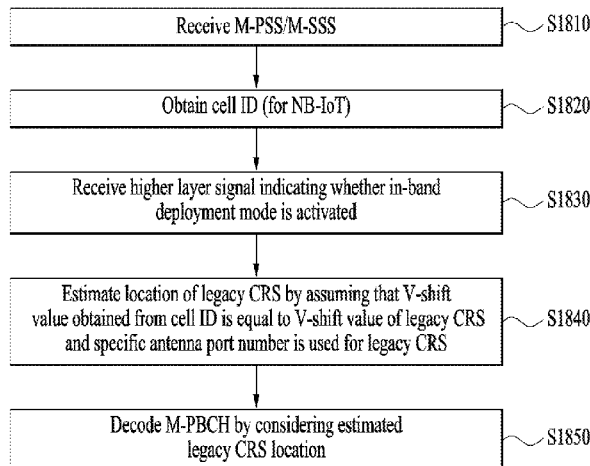 Receive M-PSS/M-SSS
S1810
Obtain cell ID (for NB-IoT)
S1820
Receive higher layer signal indicating whether in-band
deployment mode is activated
S1830
Estimate location of legacy CRS by assuming that V-shift
value obtained from cell ID is equal to V-shift value of legacy CRS
and specific antenna port number is used for legacy CRS
S1840
Decode M-PBCH by considering estimated
legacy CRS location
S1850